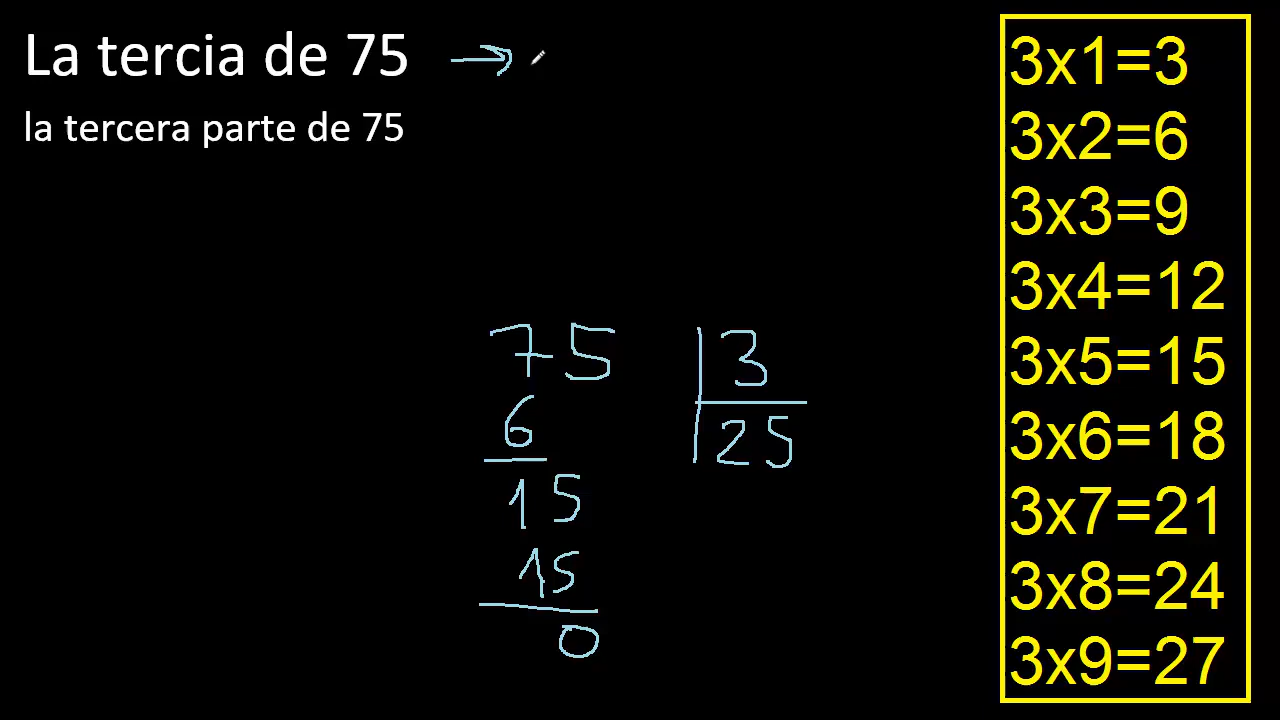 La tercia de 75 →
la tercera parte de 75
75 3
6 25
15
15
0
3x1=3
3x2=6
3x3=9
3x4=12
3x5=15
3x6=18
3x7=21
3x8=24
3x9=27